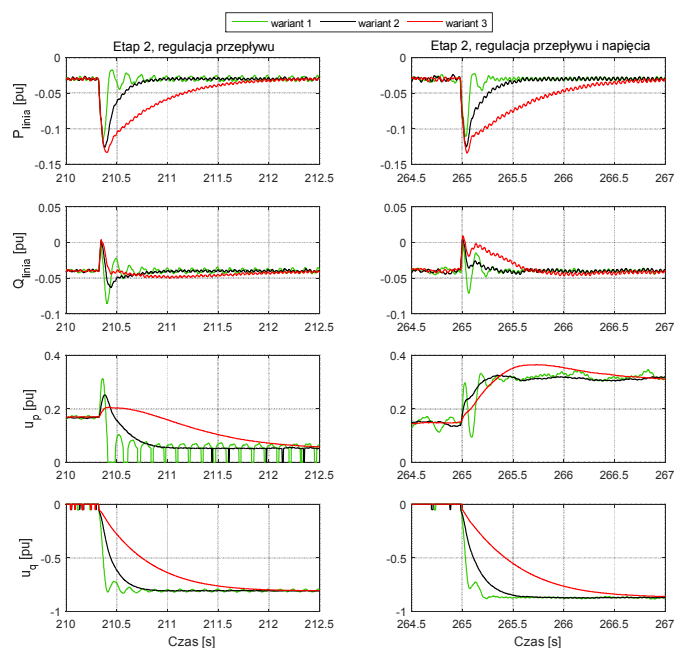 wariant 1 wariant 2 wariant 3
Etap 2, regulacja przepływu
Etap 2, regulacja przepływu i napięcia
P_linia [pu]
0
-0.05
-0.1
-0.15
210 210.5 211 211.5 212 212.5
0
-0.05
-0.1
-0.15
264.5 265 265.5 266 266.5 267
Q_linia [pu]
0.05
0
-0.05
-0.1
210 210.5 211 211.5 212 212.5
0.05
0
-0.05
-0.1
264.5 265 265.5 266 266.5 267
u_p [pu]
0.4
0.2
0
210 210.5 211 211.5 212 212.5
0.4
0.2
0
264.5 265 265.5 266 266.5 267
u_q [pu]
0
-0.5
-1
210 210.5 211 211.5 212 212.5
Czas [s]
0
-0.5
-1
264.5 265 265.5 266 266.5 267
Czas [s]